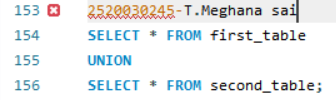 153 2520030245-T.Meghana sai
154 SELECT * FROM first_table
155 UNION
156 SELECT * FROM second_table;